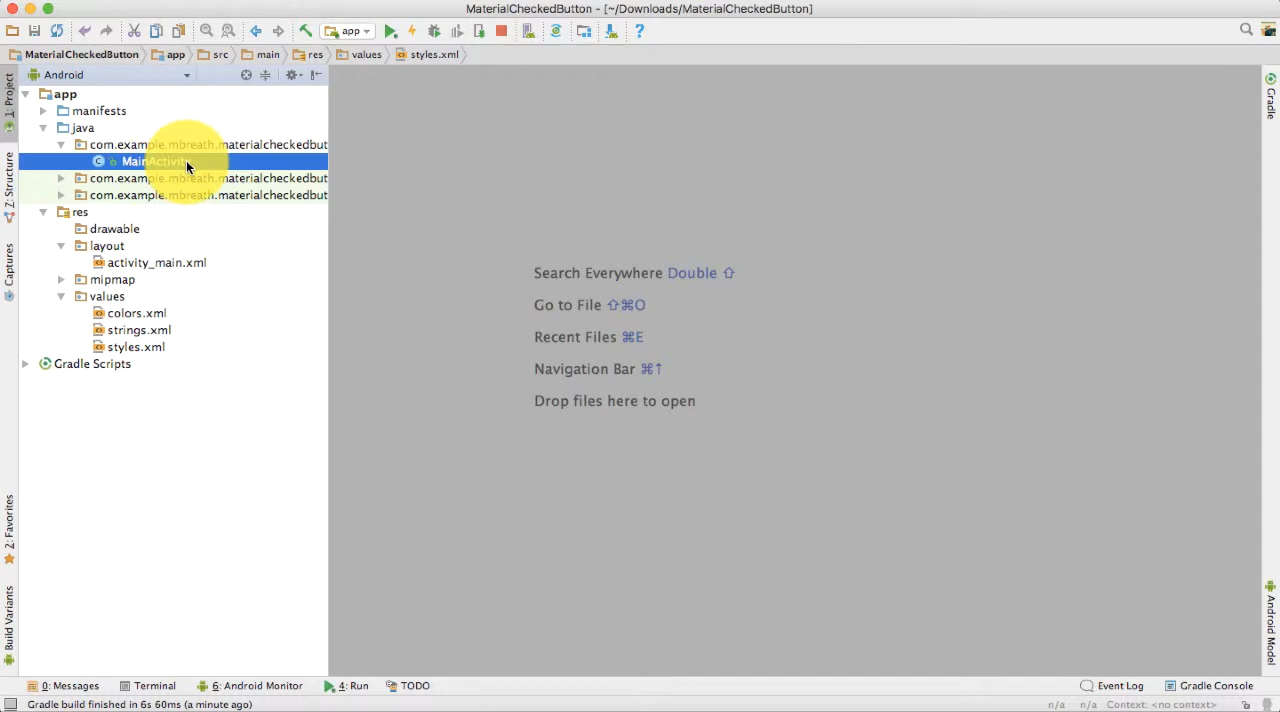 MaterialCheckedButton - [~/Downloads/MaterialCheckedButton]
app
MaterialCheckedButton app src main res values styles.xml
Android
1: Project
Z: Structure
Captures
2: Favorites
Build Variants
app
manifests
java
com.example.mbreath.materialcheckedbut
MainActivity
com.example.mbreath.materialcheckedbut
com.example.mbreath.materialcheckedbut
res
drawable
layout
activity_main.xml
mipmap
values
colors.xml
strings.xml
styles.xml
Gradle Scripts
Search Everywhere Double ⇧
Go to File ⇧⌘O
Recent Files ⌘E
Navigation Bar ⌘↑
Drop files here to open
Gradle
Android Model
0: Messages Terminal 6: Android Monitor 4: Run TODO Event Log Gradle Console
Gradle build finished in 6s 60ms (a minute ago) n/a n/a Context: <no context>